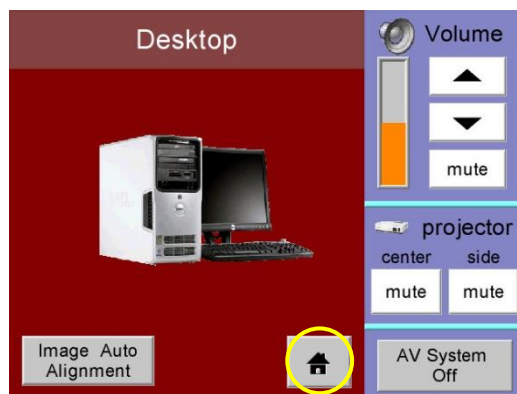 Desktop
Volume
mute
projector
center side
mute mute
Image Auto
Alignment
AV System
Off